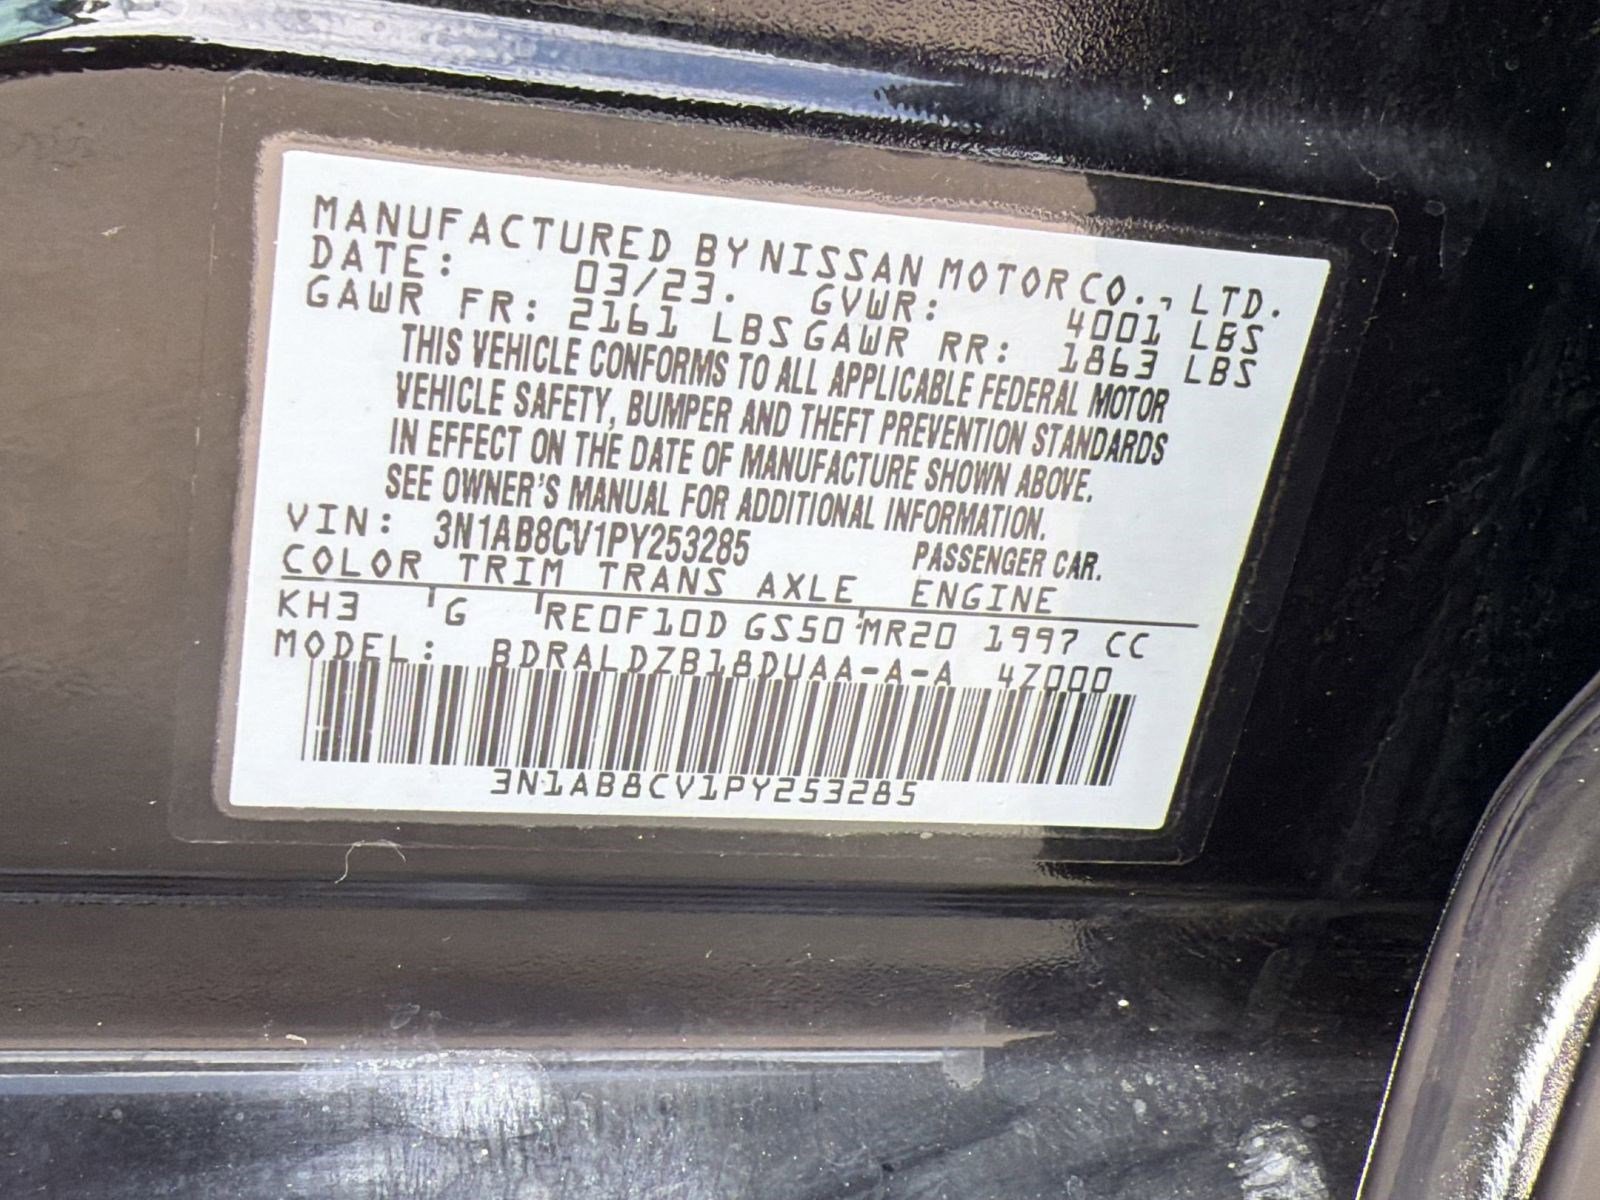 MANUFACTURED BY NISSAN MOTOR CO., LTD.
DATE: 03/23. GVWR: 4001 LBS
GAWR FR: 2161 LBS GAWR RR: 1863 LBS
THIS VEHICLE CONFORMS TO ALL APPLICABLE FEDERAL MOTOR
VEHICLE SAFETY, BUMPER AND THEFT PREVENTION STANDARDS
IN EFFECT ON THE DATE OF MANUFACTURE SHOWN ABOVE.
SEE OWNER'S MANUAL FOR ADDITIONAL INFORMATION.
VIN: 3N1AB8CV1PY253285 PASSENGER CAR.
COLOR TRIM TRANS AXLE ENGINE
KH3 G RE0F10D GS50 MR20 1997 CC
MODEL: BDRALDZB18DUAA-A-A 4Z000
3N1AB8CV1PY253285